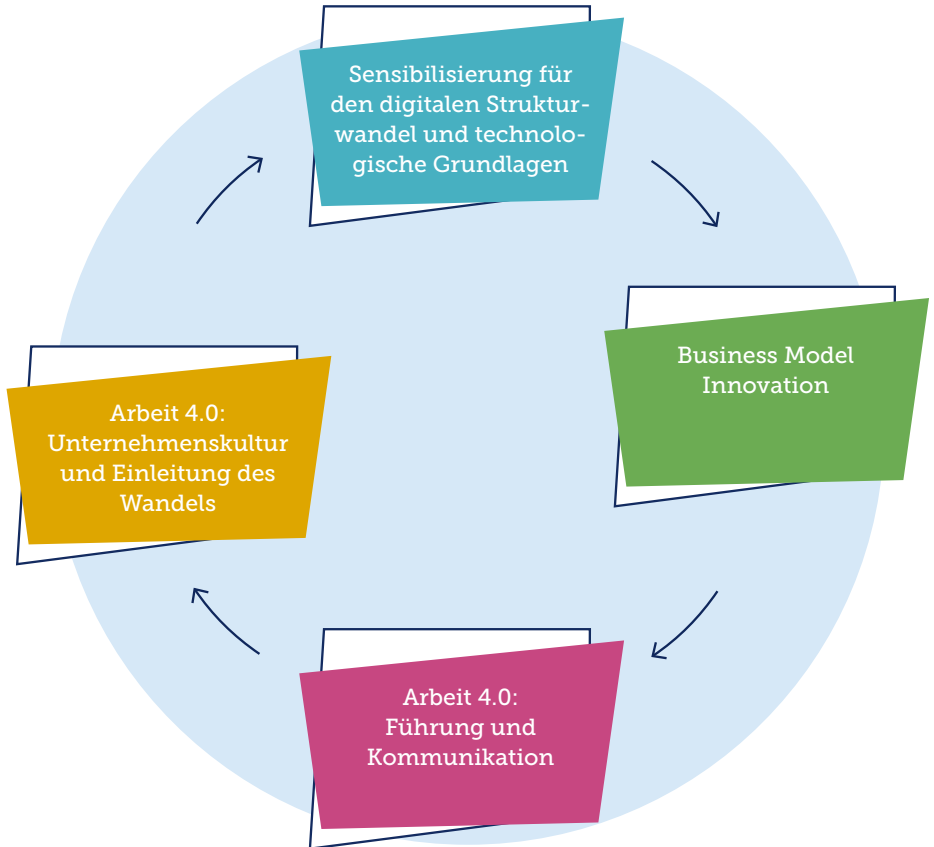 Sensibilisierung für
den digitalen Struktur-
wandel und technolo-
gische Grundlagen
Business Model
Innovation
Arbeit 4.0:
Führung und
Kommunikation
Arbeit 4.0:
Unternehmenskultur
und Einleitung des
Wandels